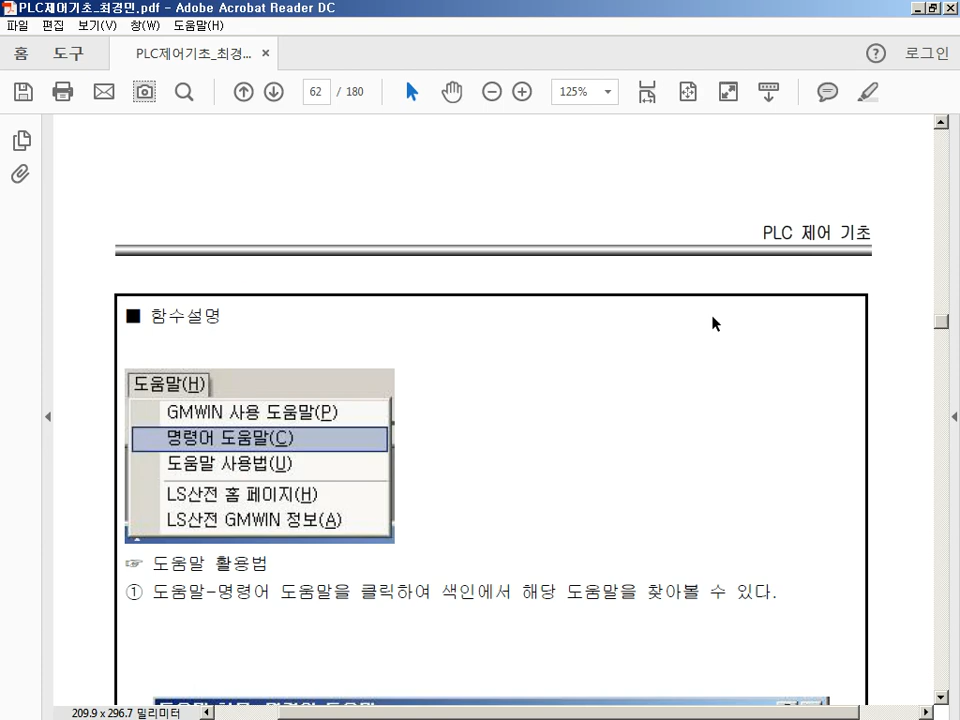 PLC제어기초_최경민.pdf - Adobe Acrobat Reader DC
파일 편집 보기(V) 창(W) 도움말(H)
홈 도구 PLC제어기초_최경... × ? 로그인
62 / 180 125%
PLC 제어 기초
■ 함수설명
도움말(H)
GMWIN 사용 도움말(P)
명령어 도움말(C)
도움말 사용법(U)
LS산전 홈 페이지(H)
LS산전 GMWIN 정보(A)
☞ 도움말 활용법
① 도움말-명령어 도움말을 클릭하여 색인에서 해당 도움말을 찾아볼 수 있다.
209.9 x 296.7 밀리미터